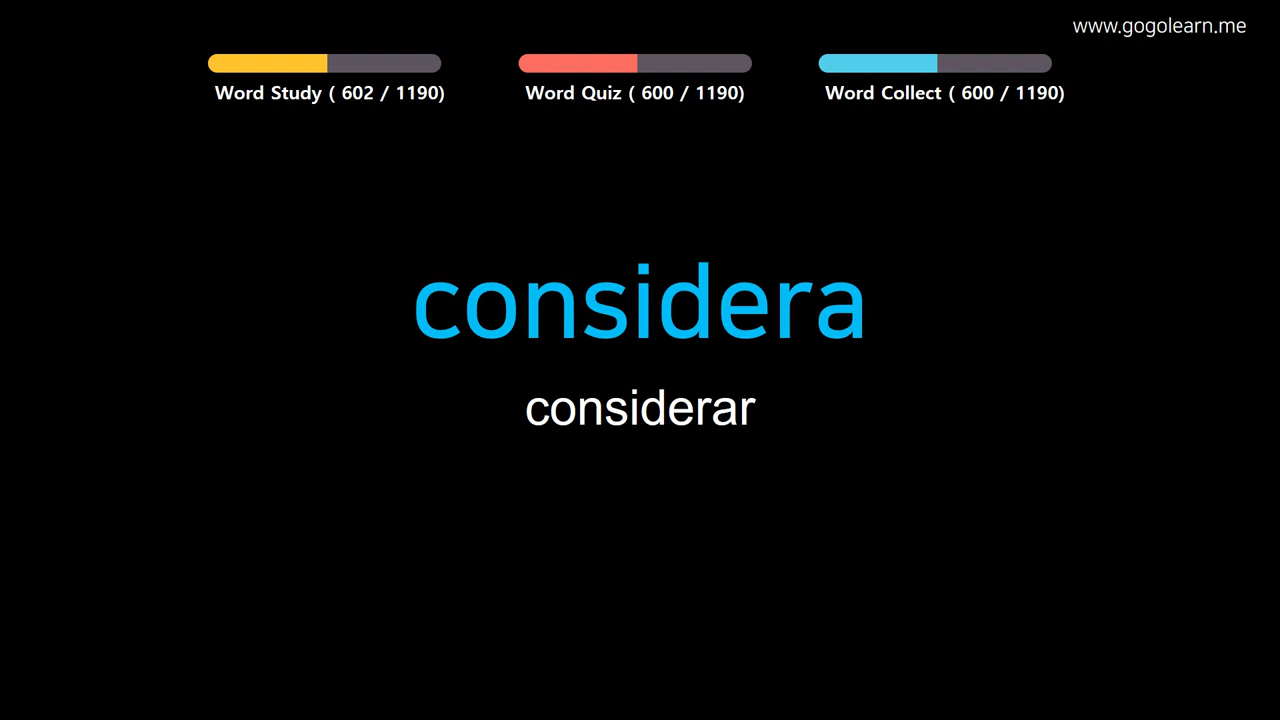 www.gogolearn.me
Word Study ( 602 / 1190)
Word Quiz ( 600 / 1190)
Word Collect ( 600 / 1190)
considera
considerar